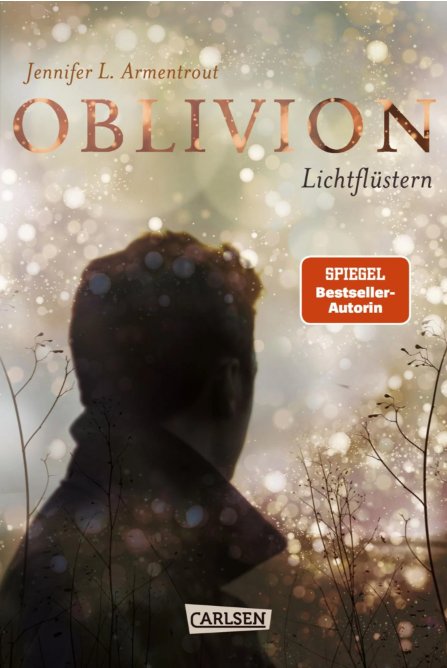 Jennifer L. Armentrout
OBLIVION
Lichtflüstern
SPIEGEL
Bestseller-
Autorin
CARLSEN